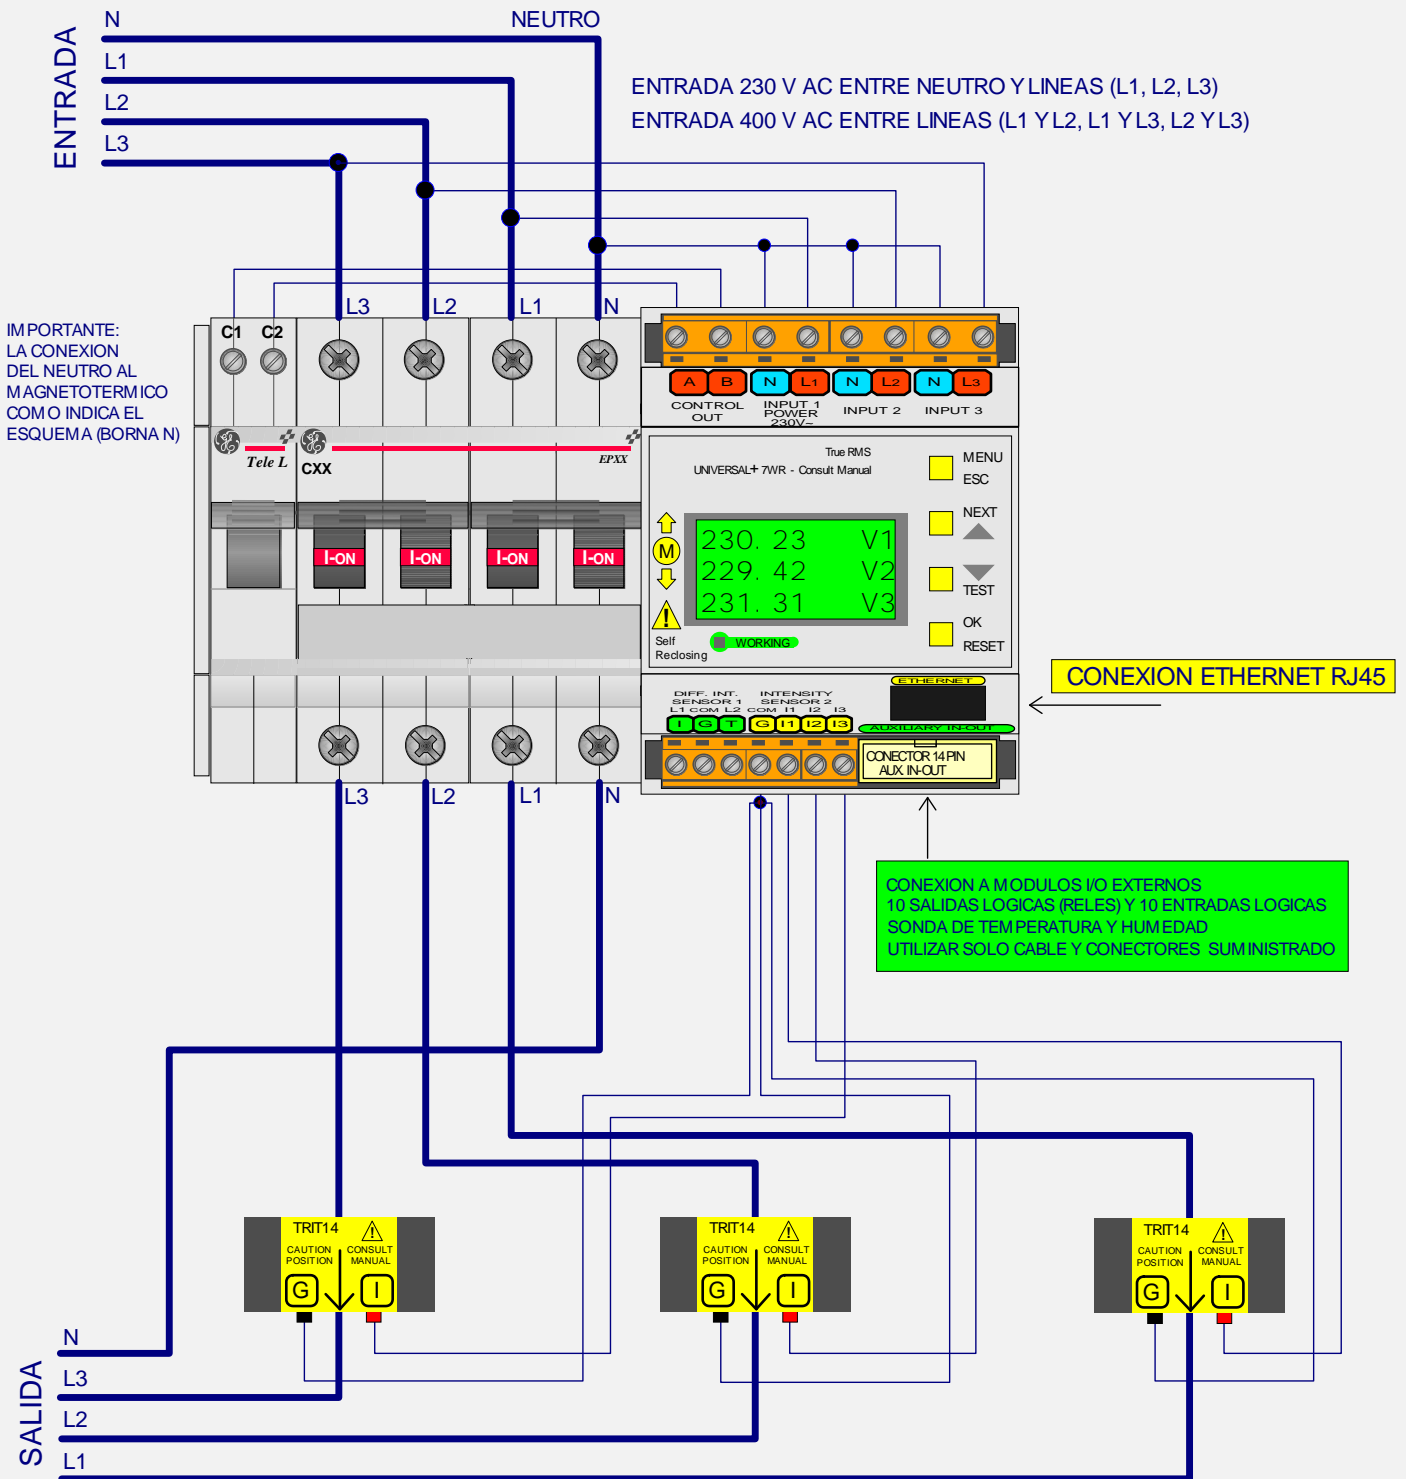 ENTRADA
N
NEUTRO
L1
L2
L3
ENTRADA 230 V AC ENTRE NEUTRO Y LINEAS (L1, L2, L3)
ENTRADA 400 V AC ENTRE LINEAS (L1 Y L2, L1 Y L3, L2 Y L3)
L3
L2
L1
N
IMPORTANTE:
LA CONEXION
DEL NEUTRO AL
MAGNETOTERMICO
COMO INDICA EL
ESQUEMA (BORNA N)
C1
C2
A
B
N
L1
N
L2
N
L3
CONTROL
OUT
INPUT 1
POWER
230V~
INPUT 2
INPUT 3
Tele L
CXX
EPXX
True RMS
UNIVERSAL+ 7WR - Consult Manual
MENU
ESC
NEXT
TEST
OK
RESET
M
230. 23 V1
229. 42 V2
231. 31 V3
!
Self
Reclosing
WORKING
I-ON
I-ON
I-ON
I-ON
CONEXION ETHERNET RJ45
ETHERNET
DIFF. INT.
SENSOR 1
L1 COM L2
INTENSITY
SENSOR 2
COM I1 I2 I3
I
G
T
G
I1
I2
I3
AUXILIARY IN-OUT
CONECTOR 14 PIN
AUX. IN-OUT
L3
L2
L1
N
CONEXION A MODULOS I/O EXTERNOS
10 SALIDAS LOGICAS (RELES) Y 10 ENTRADAS LOGICAS
SONDA DE TEMPERATURA Y HUMEDAD
UTILIZAR SOLO CABLE Y CONECTORES SUMINISTRADO
TRIT14
!
CAUTION
POSITION
CONSULT
MANUAL
G
I
TRIT14
!
CAUTION
POSITION
CONSULT
MANUAL
G
I
TRIT14
!
CAUTION
POSITION
CONSULT
MANUAL
G
I
SALIDA
N
L3
L2
L1